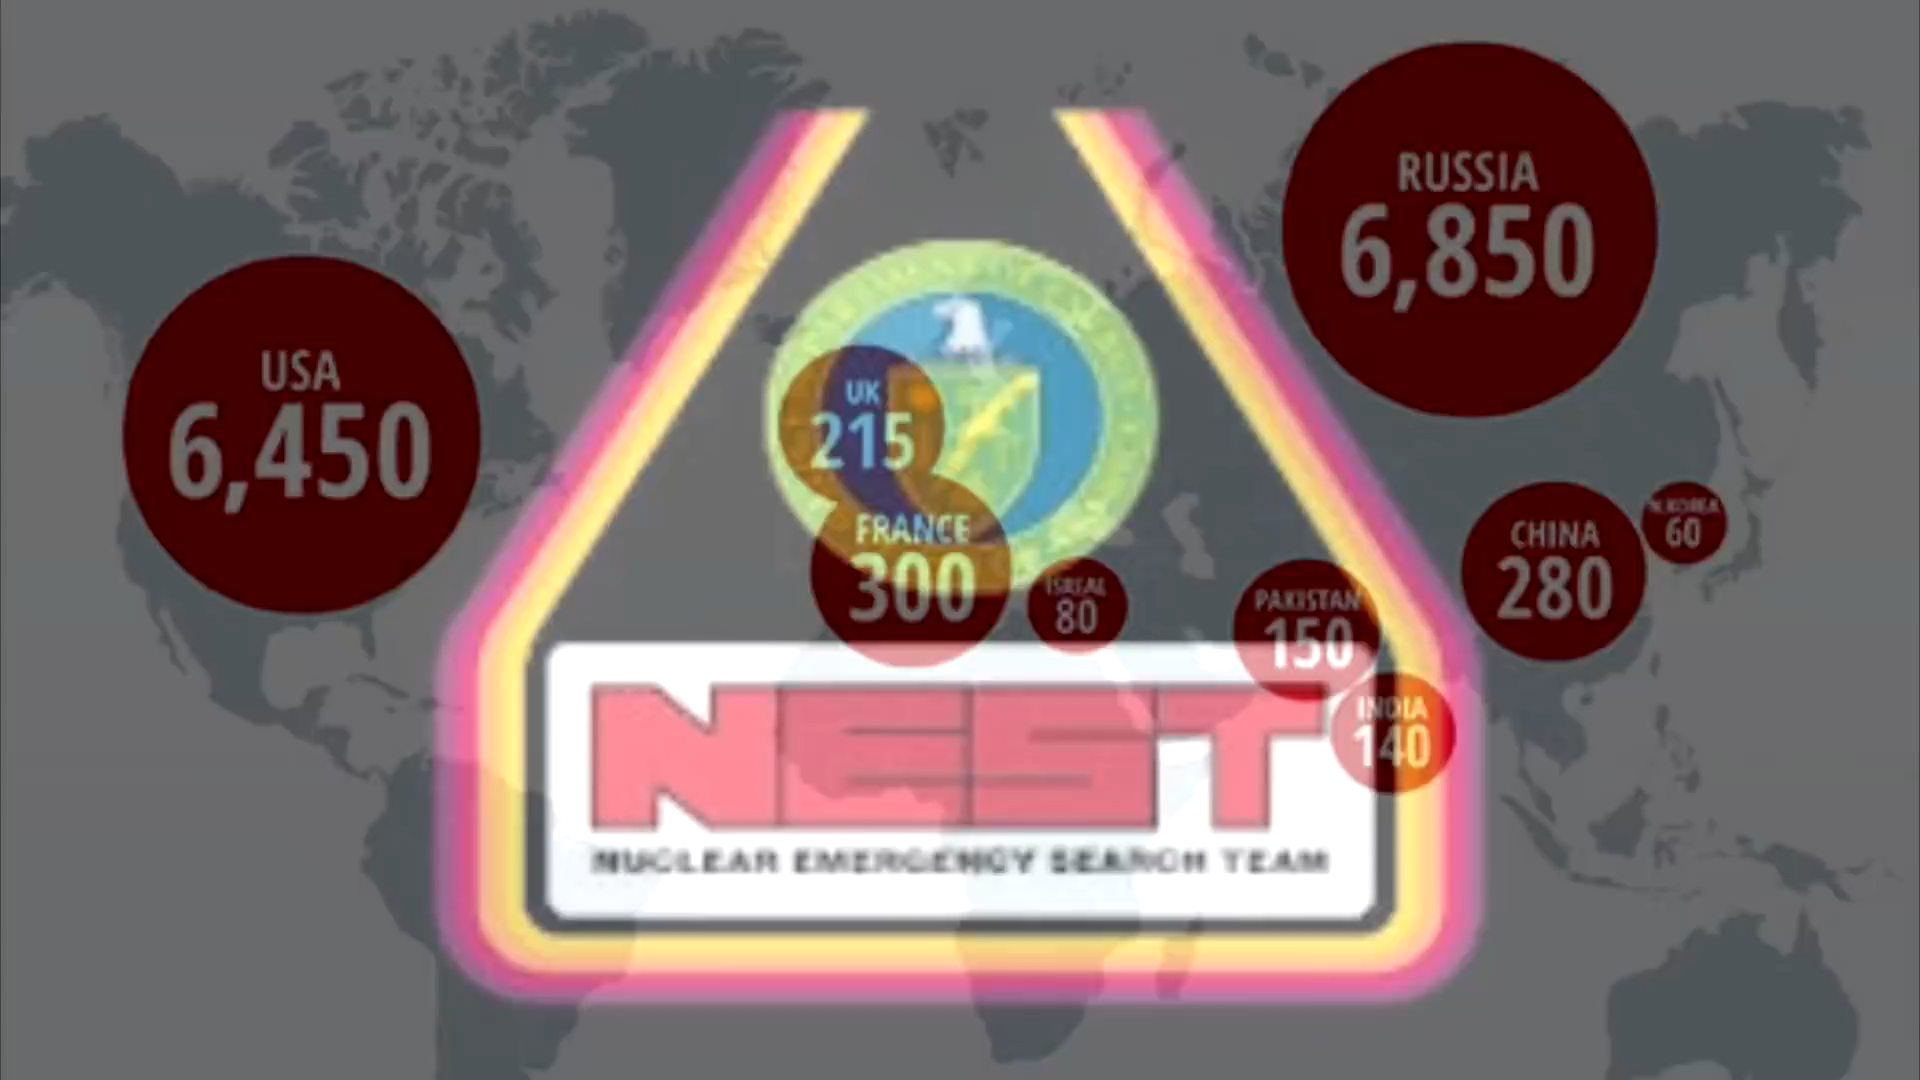 RUSSIA
6,850
USA
6,450
UK
215
FRANCE
300
ISREAL
80
PAKISTAN
150
INDIA
140
CHINA
280
N.KOREA
60
NEST
NUCLEAR EMERGENCY SEARCH TEAM